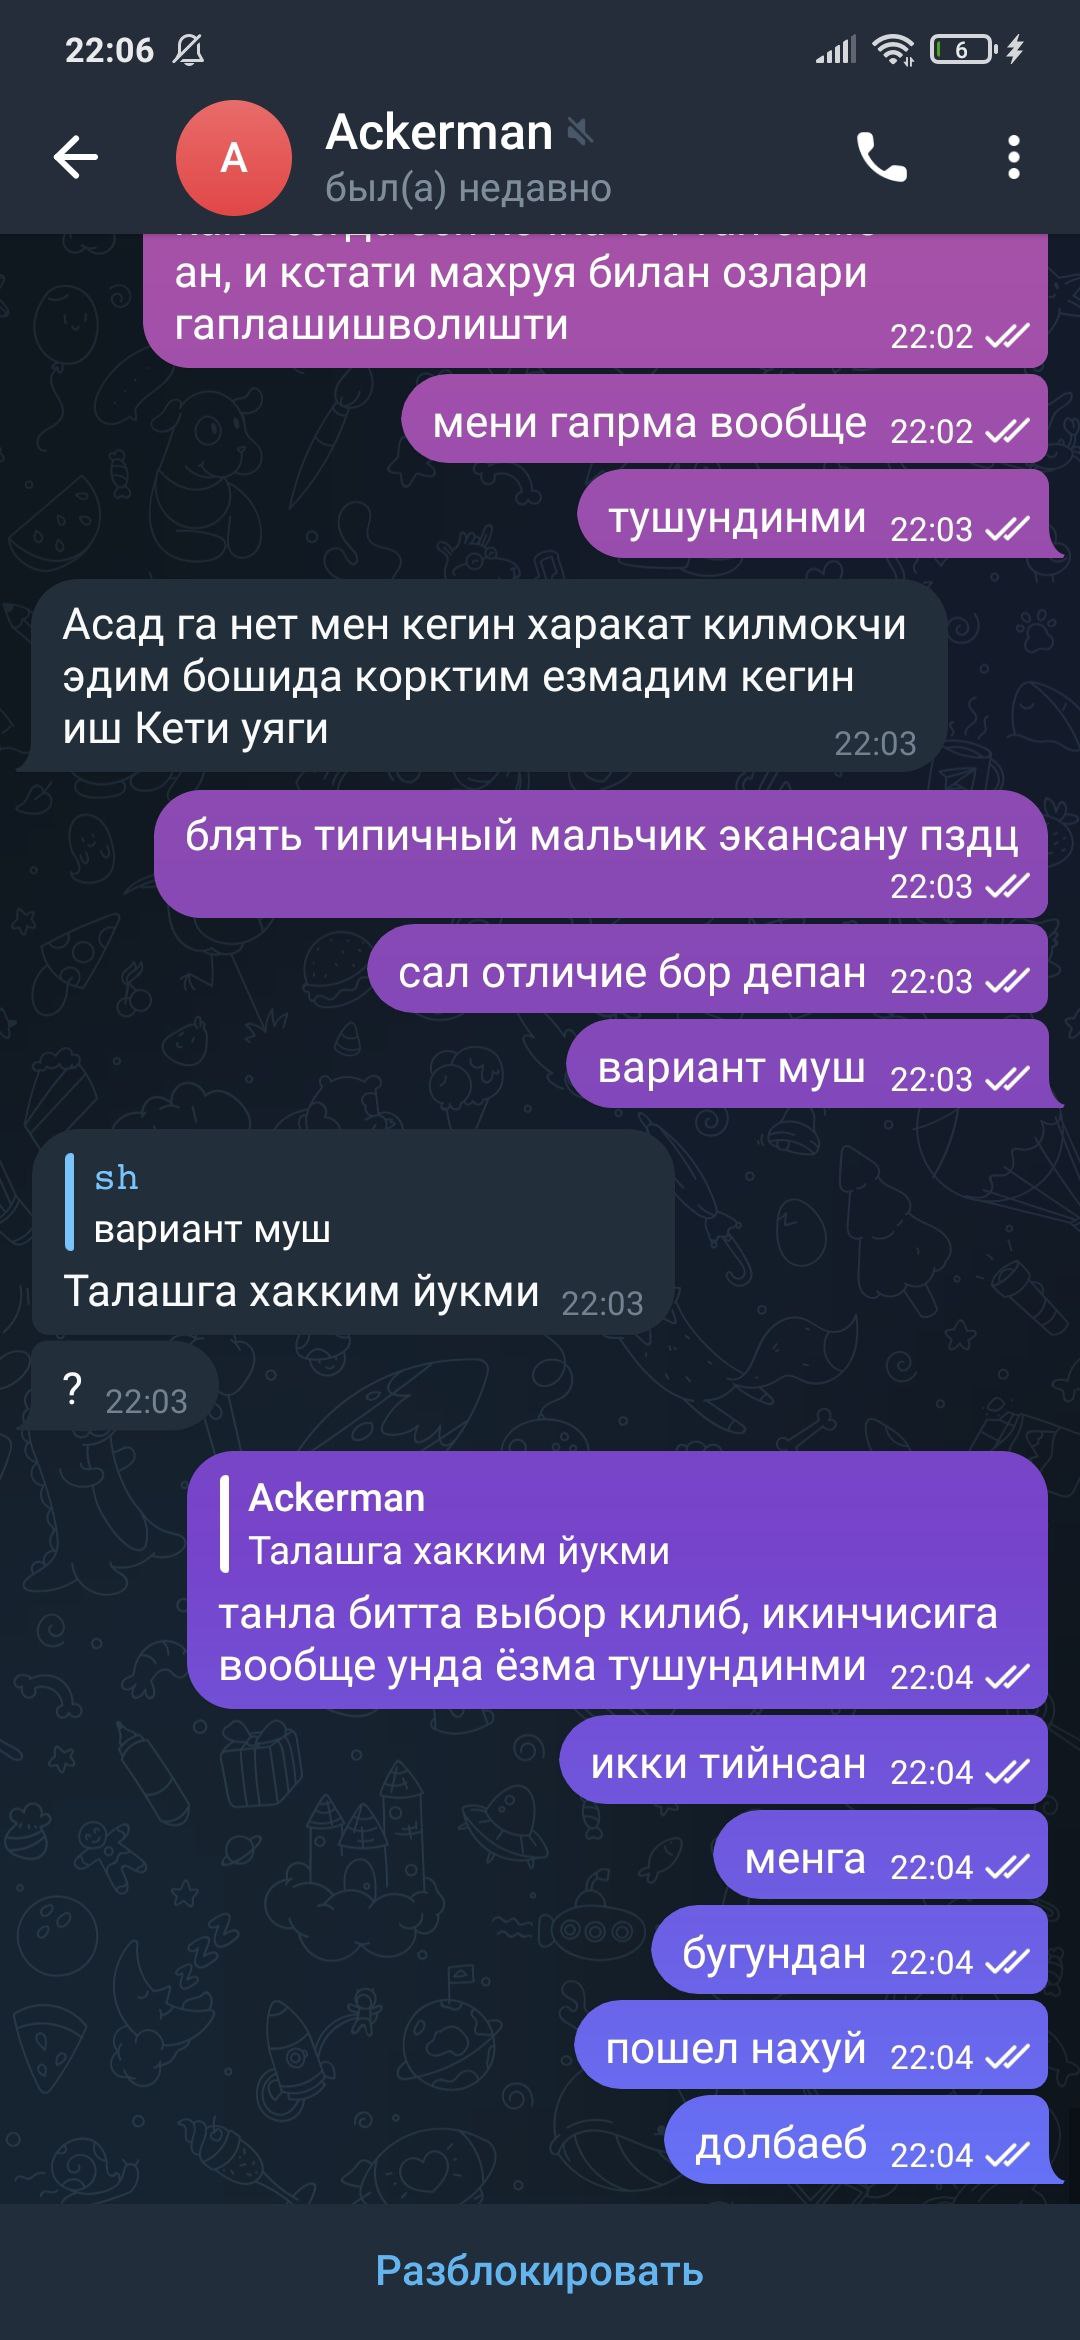 22:06
6
A
Ackerman
был(а) недавно
ан, и кстати махруя билан озлари
гаплашишволишти 22:02
мени гапрма вообще 22:02
тушундинми 22:03
Асад га нет мен кегин харакат килмокчи
эдим бошида корктим езмадим кегин
иш Кети уяги
22:03
блять типичный мальчик экансану пздц
22:03
сал отличие бор депан 22:03
вариант муш 22:03
sh
вариант муш
Талашга хакким йукми 22:03
? 22:03
Ackerman
Талашга хакким йукми
танла битта выбор килиб, икинчисига
вообще унда ёзма тушундинми 22:04
икки тийнсан 22:04
менга 22:04
бугундан 22:04
пошел нахуй 22:04
долбаеб 22:04
Разблокировать